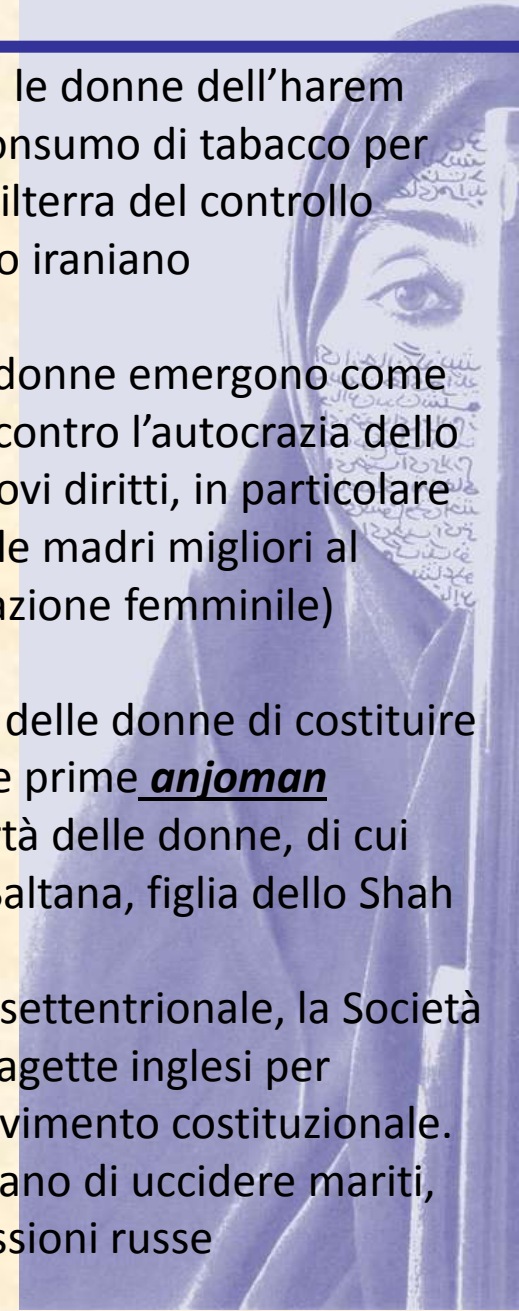 le donne dell’harem
onsumo di tabacco per
ilterra del controllo
o iraniano
donne emergono come
contro l’autocrazia dello
ovi diritti, in particolare
le madri migliori al
azione femminile)
delle donne di costituire
e prime anjoman
rtà delle donne, di cui
Saltana, figlia dello Shah
settentrionale, la Società
agette inglesi per
vimento costituzionale.
ano di uccidere mariti,
ssioni russe